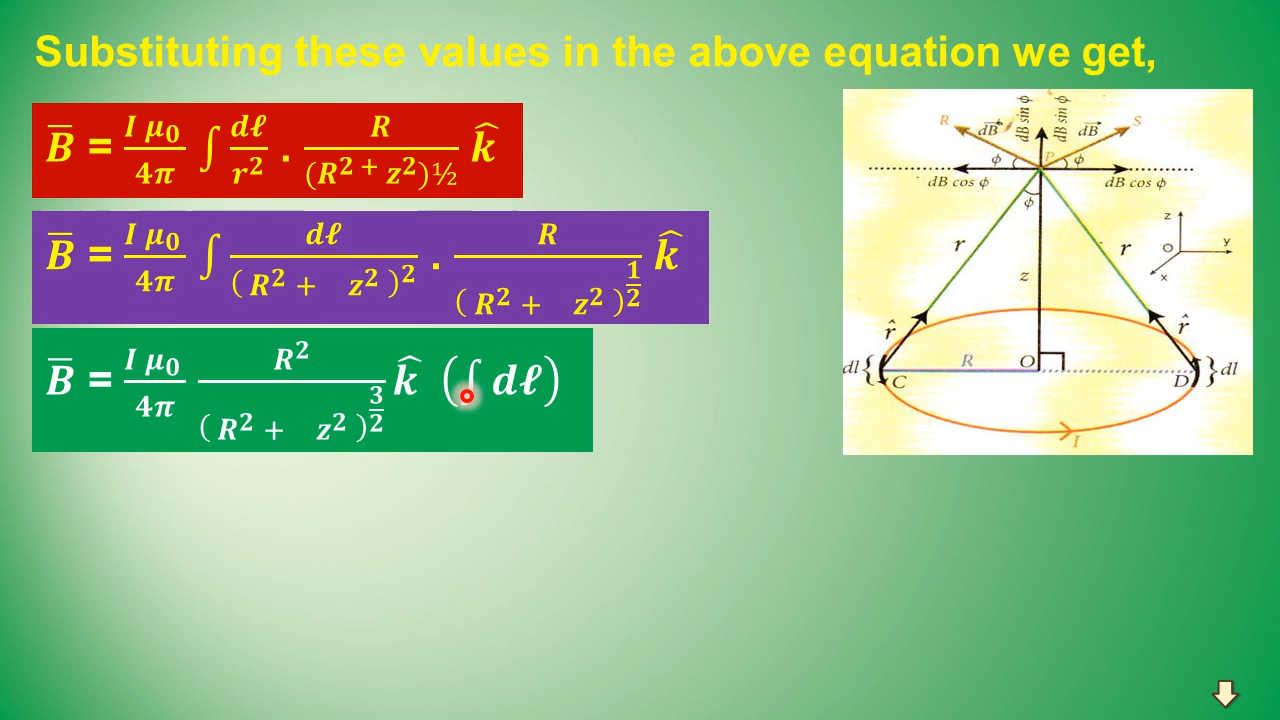 Substituting these values in the above equation we get,
B̅ = I μ₀/4π ∫ dℓ/r² . R/(R² + z²)½ k̂
B̅ = I μ₀/4π ∫ dℓ/(R² + z²)² . R/(R² + z²)^(1/2) k̂
B̅ = I μ₀/4π R²/(R² + z²)^(3/2) k̂ (∫ dℓ)
dB sin ϕ dB sin ϕ
R dB⃗ dB⃗ S
ϕ P ϕ
dB cos ϕ dB cos ϕ
ϕ
z
r r O y
x
z
r̂ r̂
dl{ R O }dl
C D
I